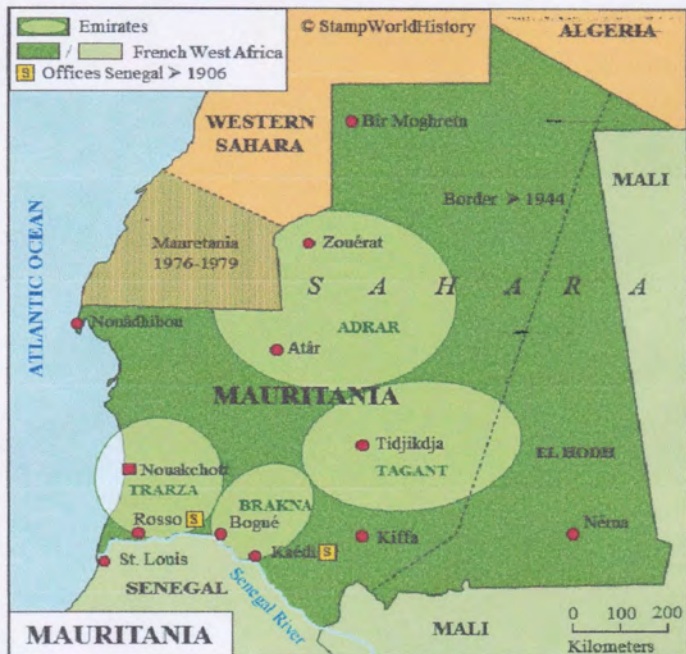 Emirates
/ French West Africa
S Offices Senegal > 1906
© StampWorldHistory
ALGERIA
WESTERN
SAHARA
Bir Moghrein
MALI
Border > 1944
Mauretania
1976-1979
Zouérat
S A H A R A
ATLANTIC OCEAN
Nouâdhibou
ADRAR
Atâr
MAURITANIA
Tidjikdja
TAGANT
EL HODH
Nouakchott
TRARZA
BRAKNA
Rosso S
Bogué
Kaédi S
Kiffa
Néma
St. Louis
SENEGAL
Senegal River
MALI
0 100 200
Kilometers
MAURITANIA